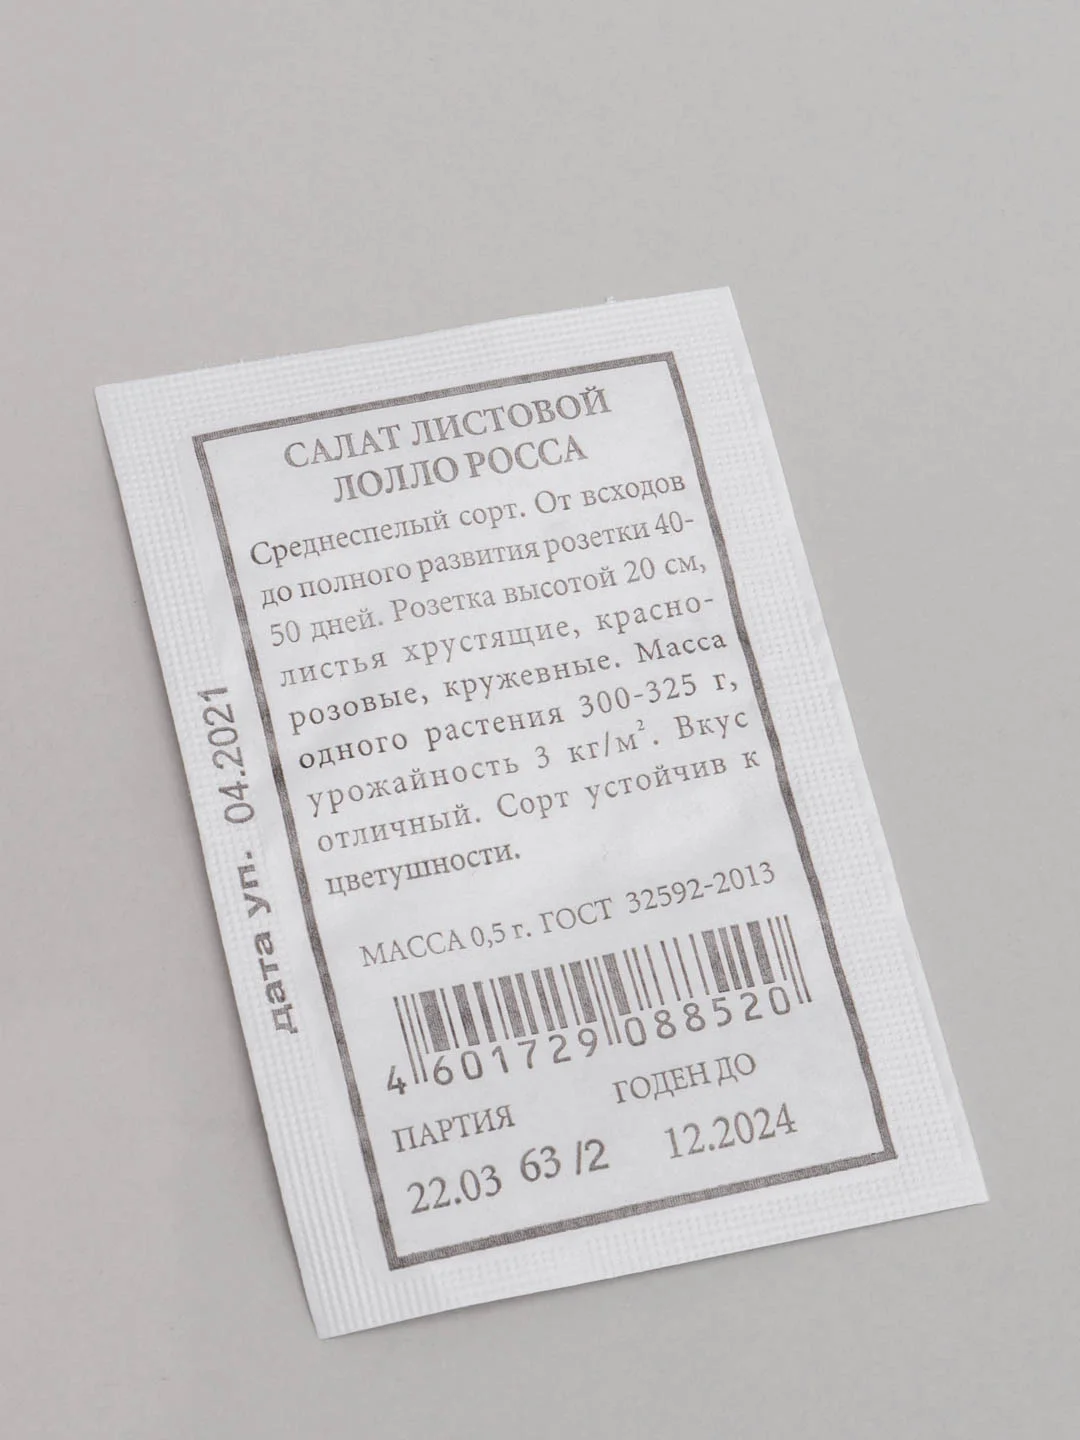 САЛАТ ЛИСТОВОЙ
ЛОЛЛО РОССА
Среднеспелый сорт. От всходов
до полного развития розетки 40-
50 дней. Розетка высотой 20 см,
листья хрустящие, красно-
розовые, кружевные. Масса
одного растения 300-325 г,
урожайность 3 кг/м². Вкус
отличный. Сорт устойчив к
цветушности.
МАССА 0,5 г. ГОСТ 32592-2013
4 601729 088520
ПАРТИЯ ГОДЕН ДО
22.03 63 /2 12.2024
дата уп. 04.2021